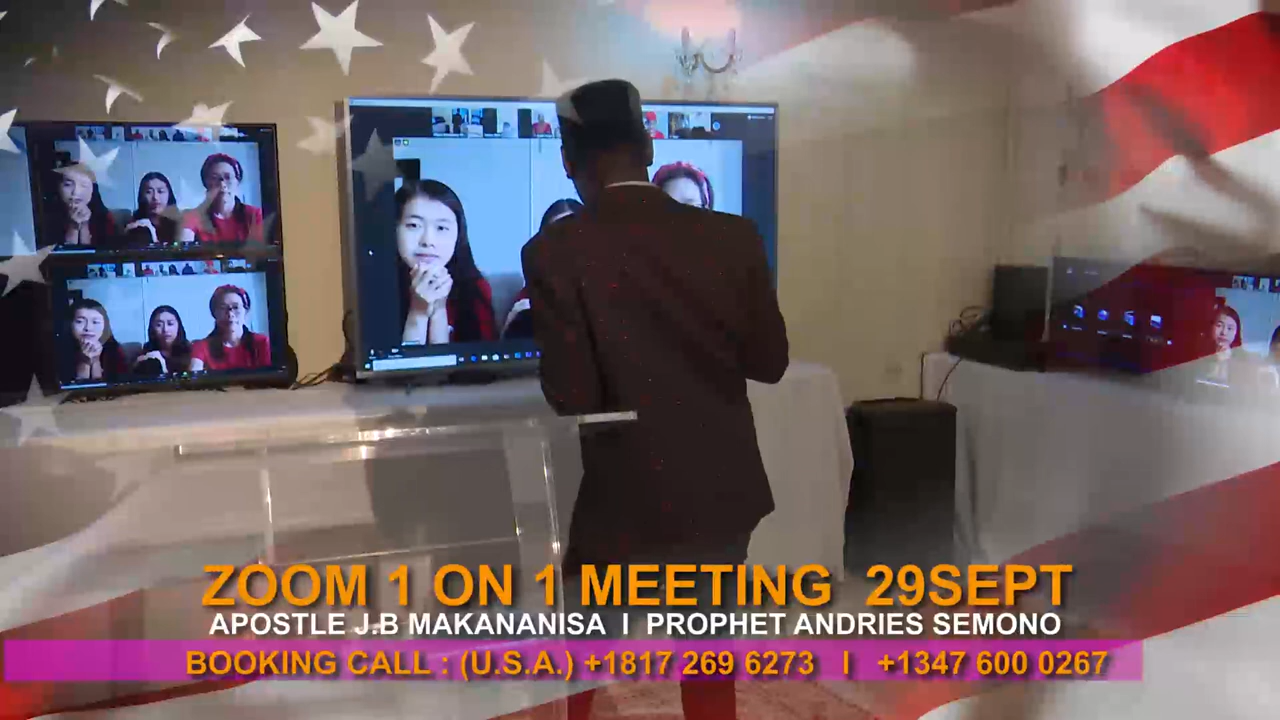 ZOOM 1 ON 1 MEETING 29SEPT
APOSTLE J.B MAKANANISA I PROPHET ANDRIES SEMONO
BOOKING CALL : (U.S.A.) +1817 269 6273 I +1347 600 0267